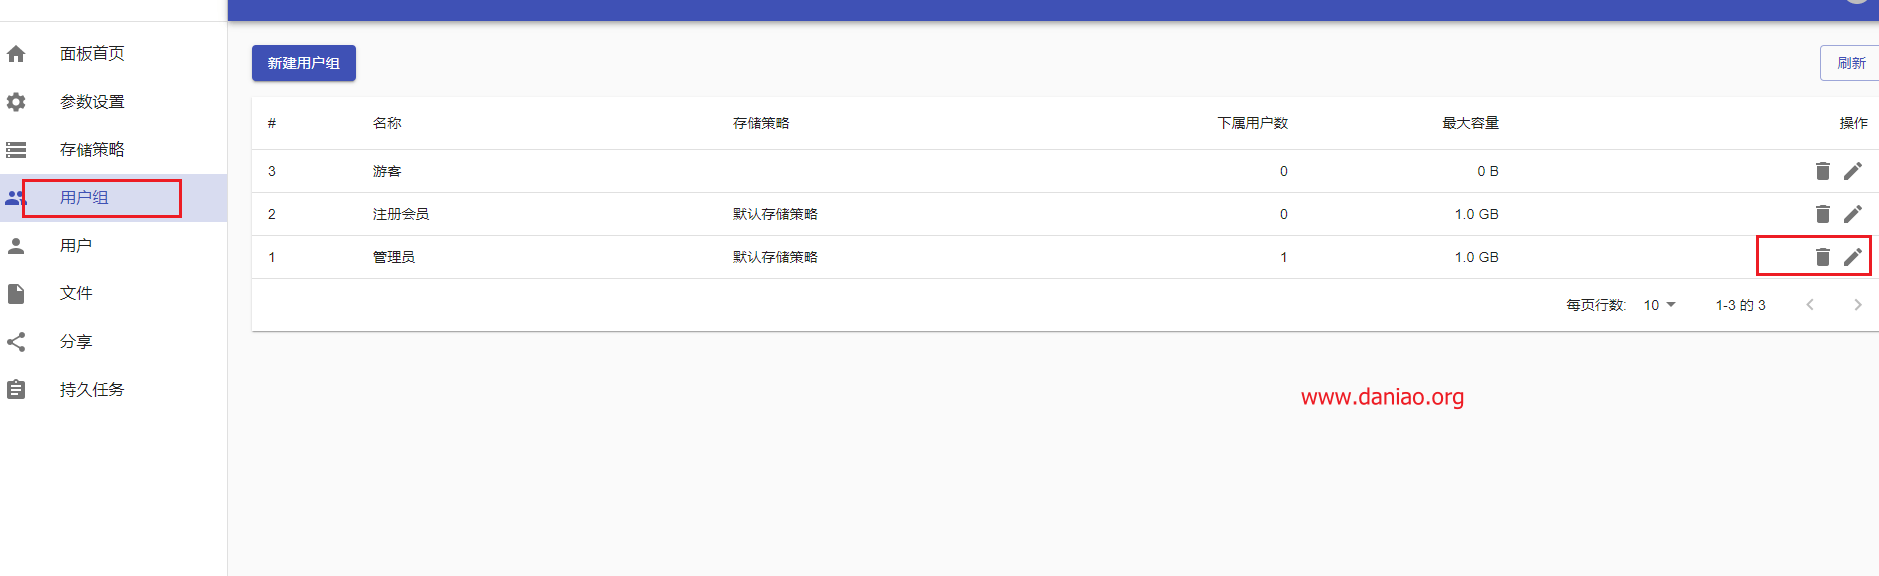 面板首页
参数设置
存储策略
用户组
用户
文件
分享
持久任务
新建用户组
刷新
# 名称 存储策略 下属用户数 最大容量 操作
3 游客 0 0 B
2 注册会员 默认存储策略 0 1.0 GB
1 管理员 默认存储策略 1 1.0 GB
每页行数: 10 1-3 的 3
www.daniao.org